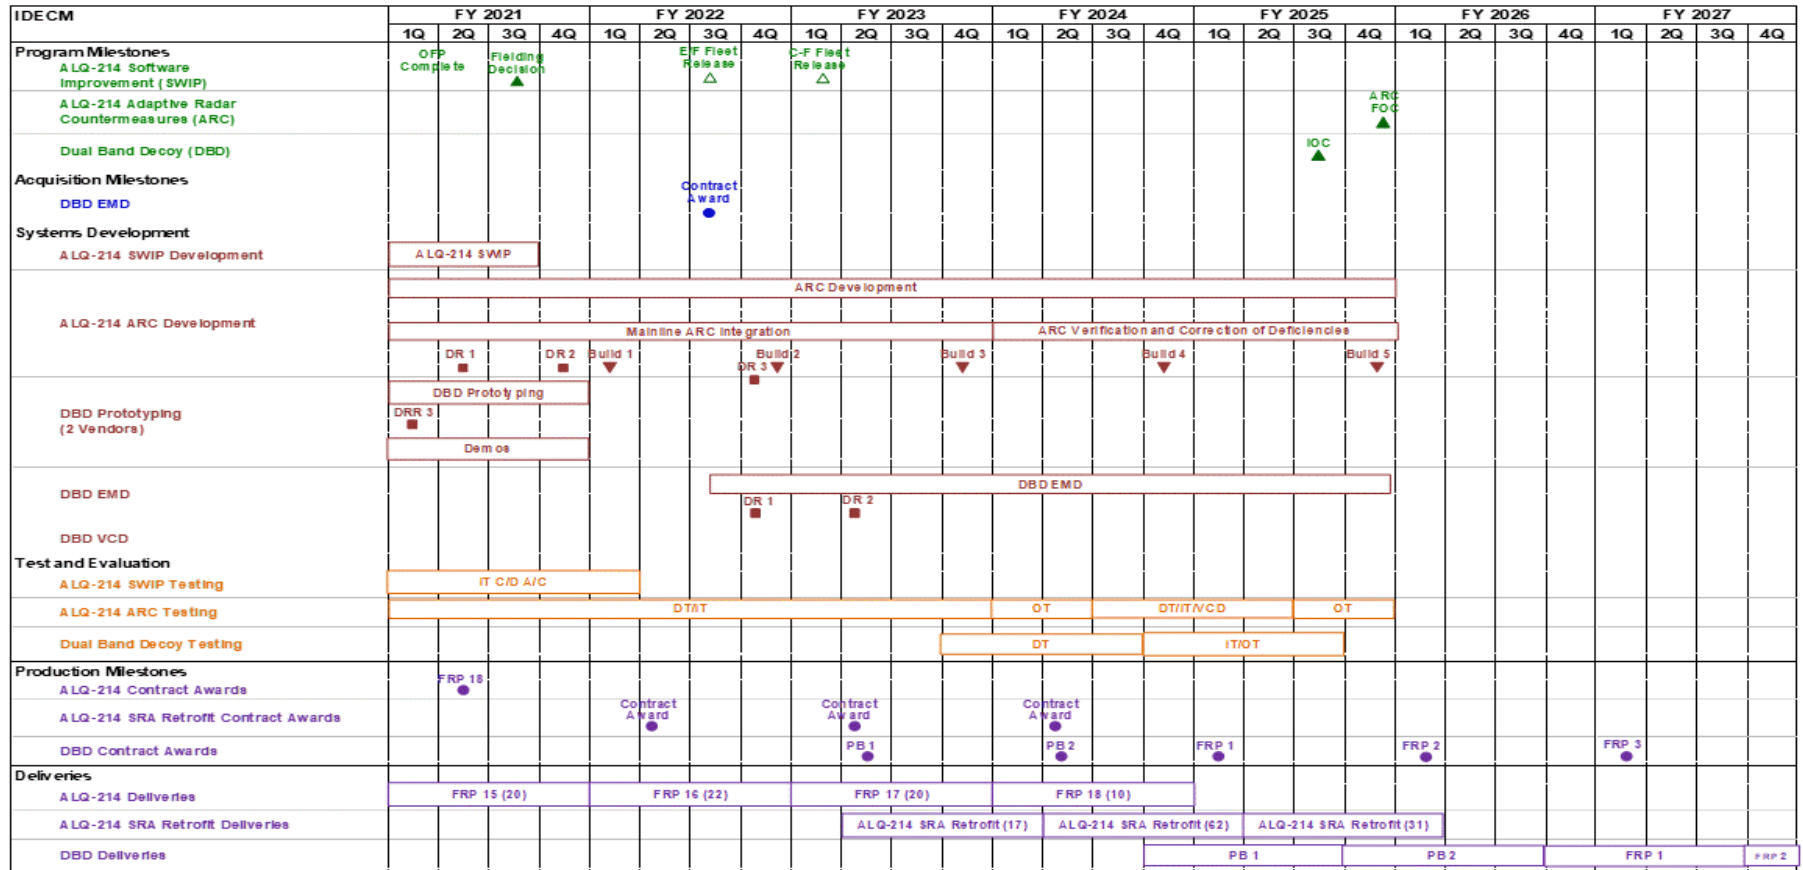 IDECM FY 2021 FY 2022 FY 2023 FY 2024 FY 2025 FY 2026 FY 2027
1Q 2Q 3Q 4Q 1Q 2Q 3Q 4Q 1Q 2Q 3Q 4Q 1Q 2Q 3Q 4Q 1Q 2Q 3Q 4Q 1Q 2Q 3Q 4Q 1Q 2Q 3Q 4Q
Program Milestones
ALQ-214 Software
Improvement (SWIP)
OFP
Complete
Fielding
Decision
E/F Fleet
Release
C-F Fleet
Release
ALQ-214 Adaptive Radar
Countermeasures (ARC)
ARC
FOC
Dual Band Decoy (DBD)
IOC
Acquisition Milestones
DBD EMD
Contract
Award
Systems Development
ALQ-214 SWIP Development
ALQ-214 SWIP
ALQ-214 ARC Development
ARC Development
Mainline ARC Integration
ARC Verification and Correction of Deficiencies
DR 1 DR 2 Build 1 Build 2 Build 3 Build 4 Build 5
DR 3
DBD Prototyping
(2 Vendors)
DBD Prototyping
DRR 3
Demos
DBD EMD
DBD EMD
DR 1 DR 2
DBD VCD
Test and Evaluation
ALQ-214 SWIP Testing
IT C/D A/C
ALQ-214 ARC Testing
DT/IT OT DT/IT/VCD OT
Dual Band Decoy Testing
DT IT/OT
Production Milestones
ALQ-214 Contract Awards
FRP 18
ALQ-214 SRA Retrofit Contract Awards
Contract
Award
Contract
Award
Contract
Award
DBD Contract Awards
PB 1 PB 2 FRP 1 FRP 2 FRP 3
Deliveries
ALQ-214 Deliveries
FRP 15 (20) FRP 16 (22) FRP 17 (20) FRP 18 (10)
ALQ-214 SRA Retrofit Deliveries
ALQ-214 SRA Retrofit (17) ALQ-214 SRA Retrofit (62) ALQ-214 SRA Retrofit (31)
DBD Deliveries
PB 1 PB 2 FRP 1 FRP 2